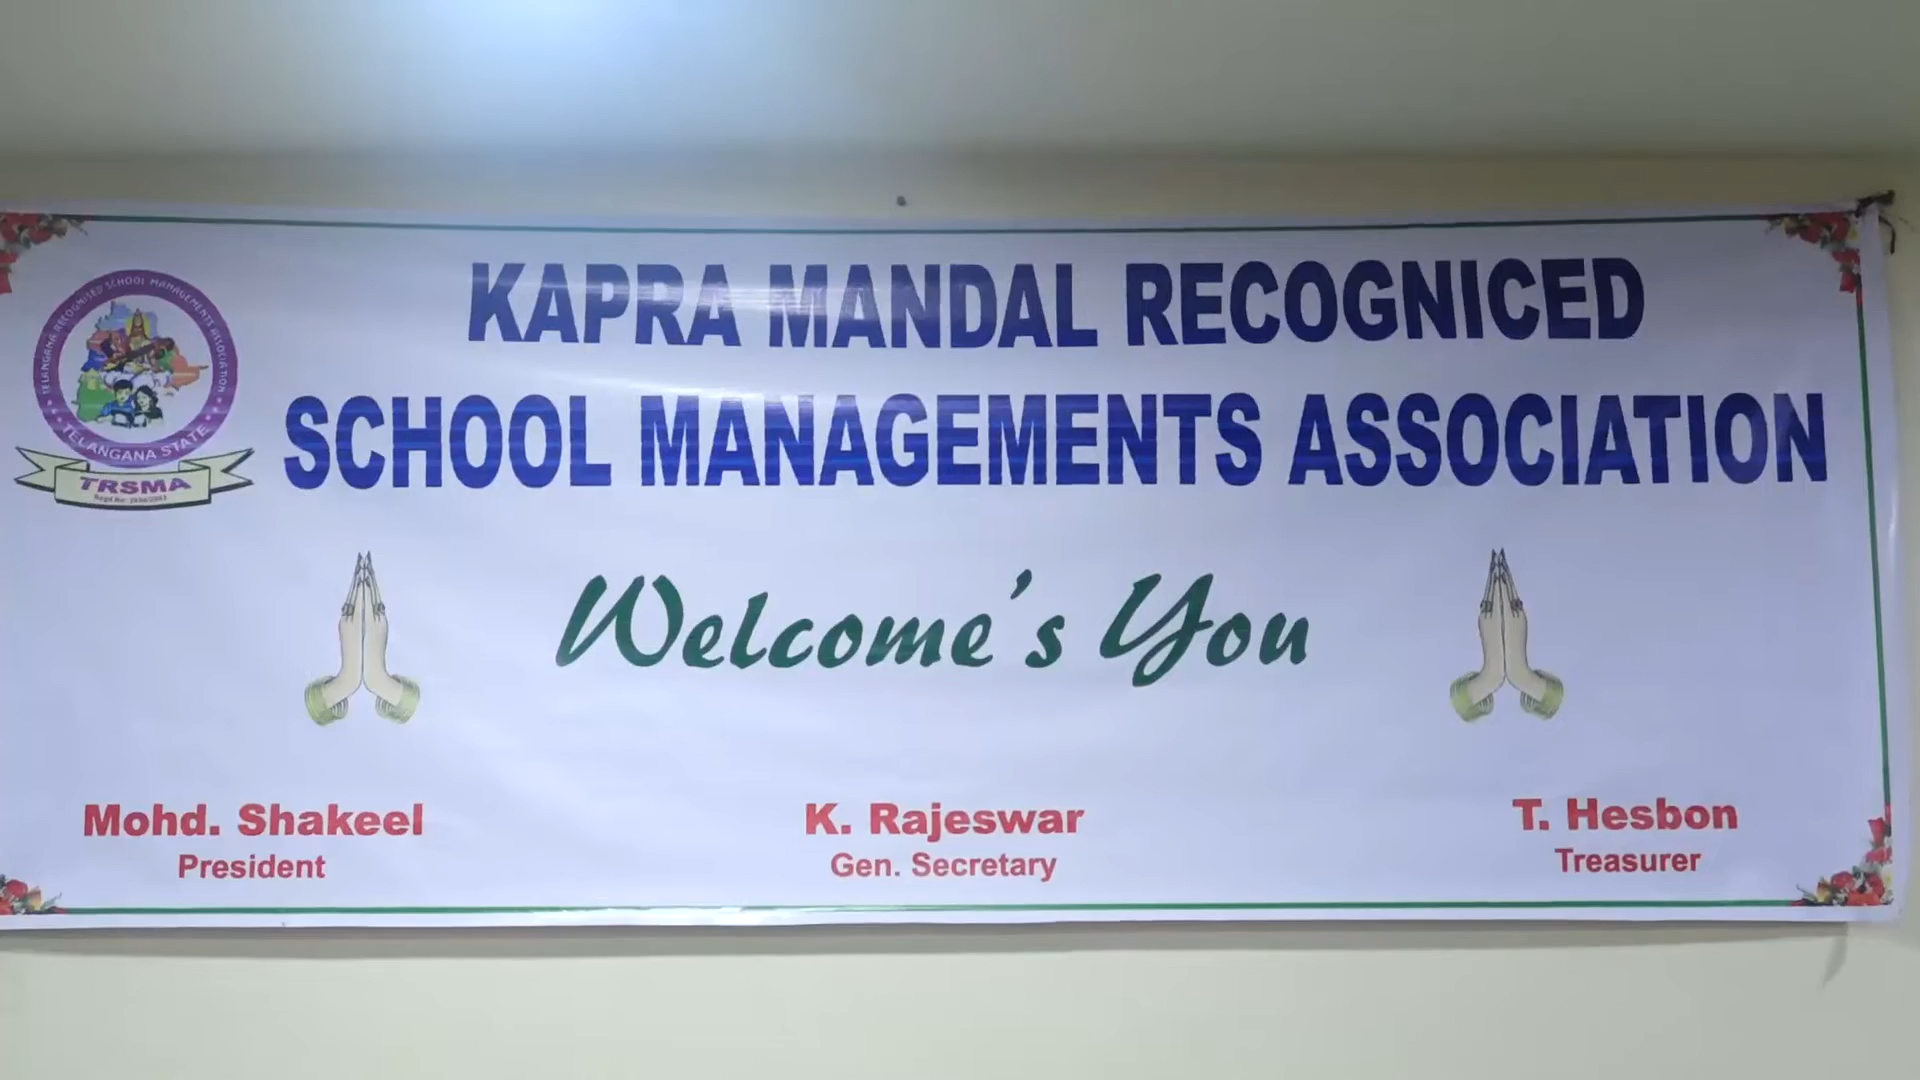 KAPRA MANDAL RECOGNICED
SCHOOL MANAGEMENTS ASSOCIATION
TELANGANA RECOGNISED SCHOOL MANAGEMENTS ASSOCIATION
TELANGANA STATE
TRSMA
Welcome's You
Mohd. Shakeel
President
K. Rajeswar
Gen. Secretary
T. Hesbon
Treasurer